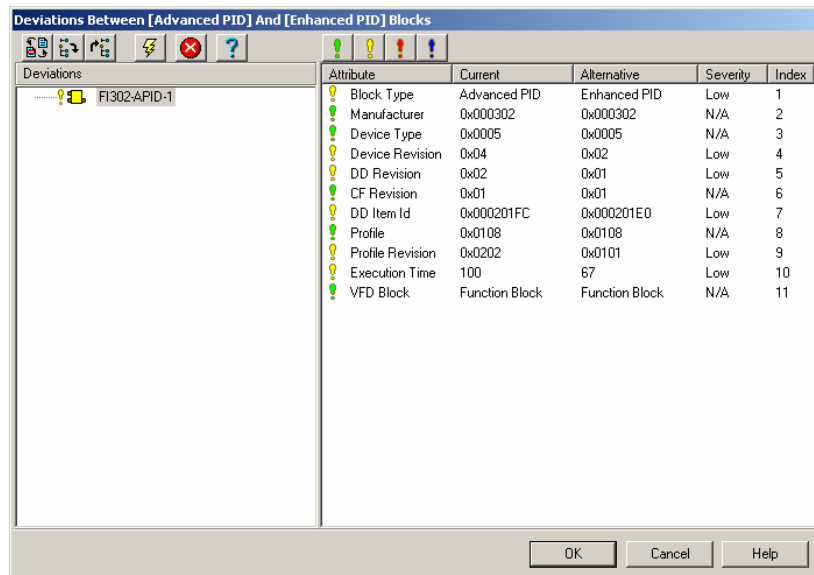 Deviations Between [Advanced PID] And [Enhanced PID] Blocks
Deviations
FI302-APID-1
Attribute Current Alternative Severity Index
Block Type Advanced PID Enhanced PID Low 1
Manufacturer 0x000302 0x000302 N/A 2
Device Type 0x0005 0x0005 N/A 3
Device Revision 0x04 0x02 Low 4
DD Revision 0x02 0x01 Low 5
CF Revision 0x01 0x01 N/A 6
DD Item Id 0x000201FC 0x000201E0 Low 7
Profile 0x0108 0x0108 N/A 8
Profile Revision 0x0202 0x0101 Low 9
Execution Time 100 67 Low 10
VFD Block Function Block Function Block N/A 11
OK Cancel Help